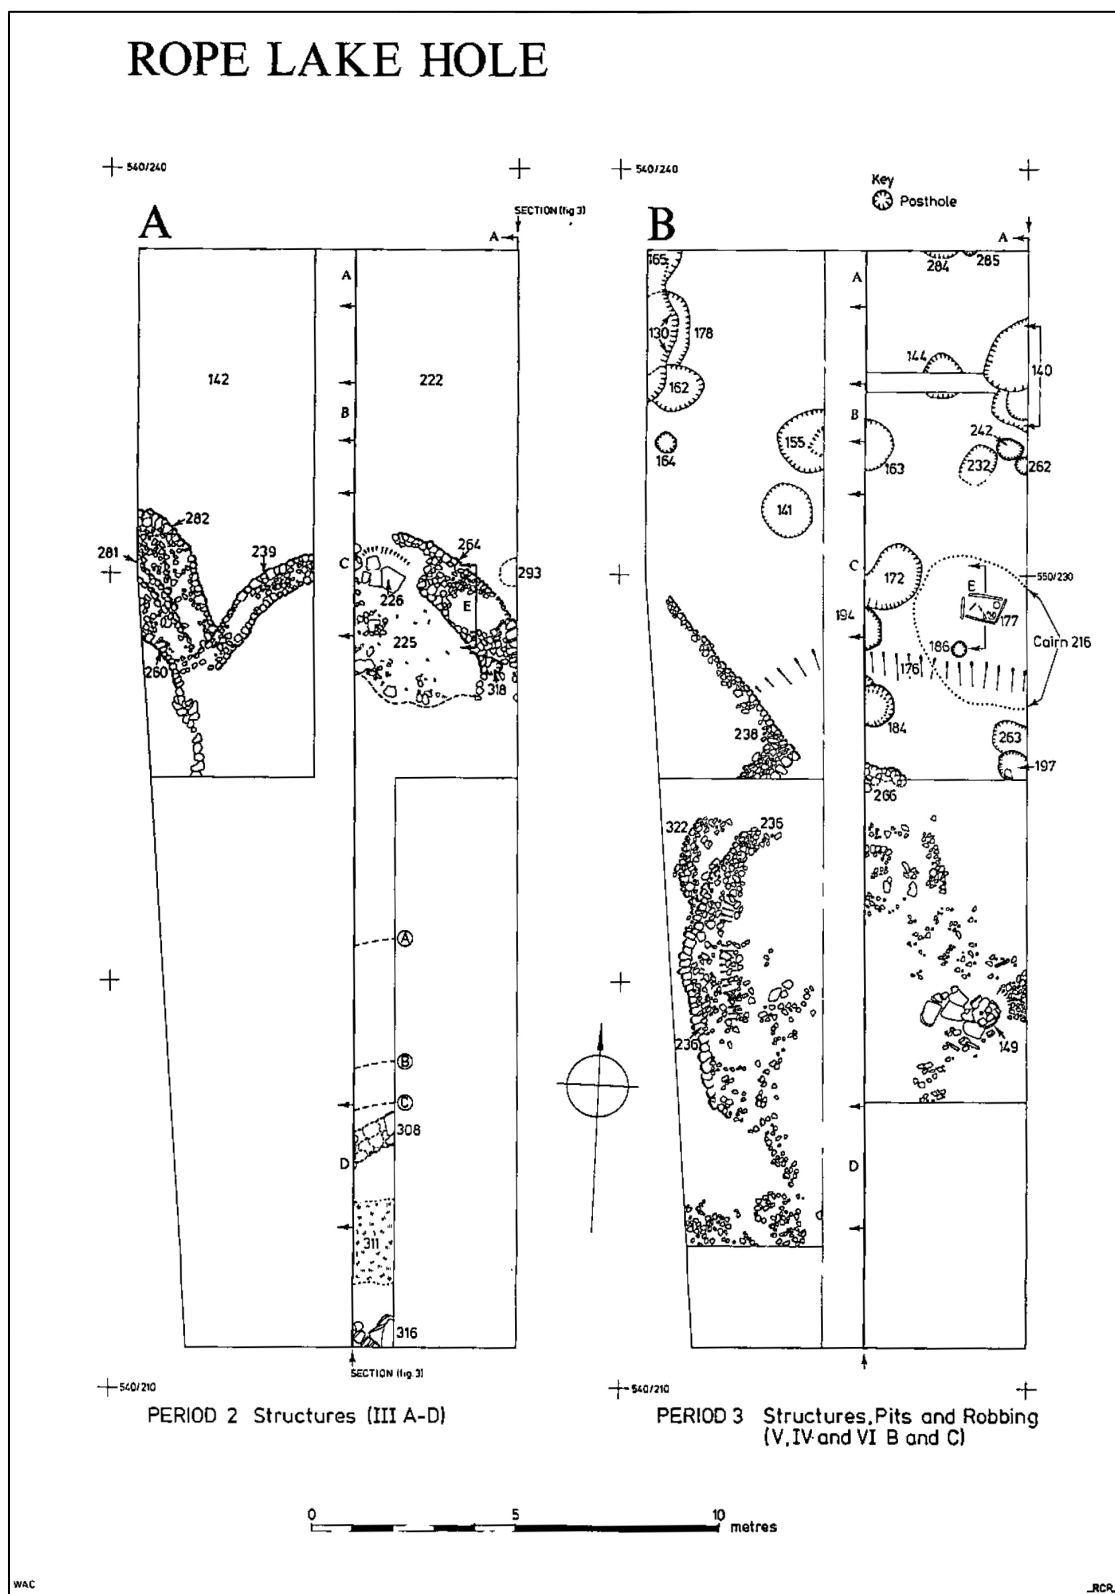 ROPE LAKE HOLE
540/240
540/240
Key
Posthole
SECTION (fig 3)
A
B
A
A
165
284
285
A
A
130
178
144
140
142
222
162
B
B
242
155
164
163
232
262
141
282
281
239
264
C
293
C
172
550/230
226
E
E
177
194
225
Cairn 216
186
260
176
318
184
238
263
197
266
322
236
A
236
149
B
C
308
D
D
311
316
SECTION (fig. 3)
540/210
540/210
PERIOD 2 Structures (III A-D)
PERIOD 3 Structures, Pits and Robbing
(V, IV and VI B and C)
0 5 10 metres
WAC
RCR